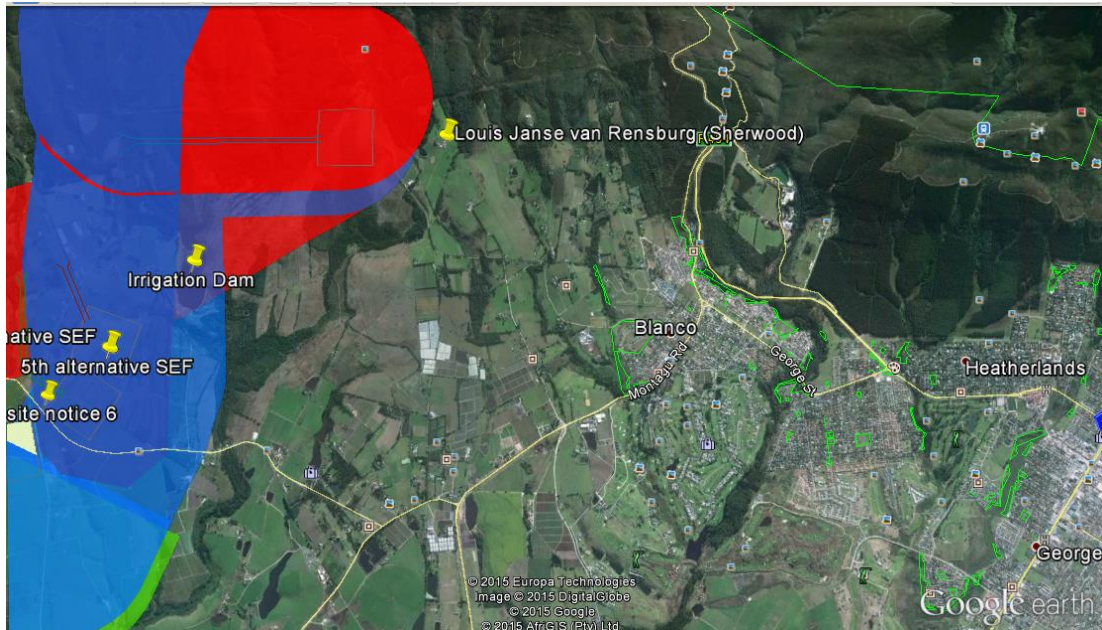 Louis Janse van Rensburg (Sherwood)
Irrigation Dam
native SEF
5th alternative SEF
site notice 6
Blanco
Montagu Rd
George St
Heatherlands
George
© 2015 Europa Technologies
Image © 2015 DigitalGlobe
© 2015 Google
© 2015 AfriGIS (Pty) Ltd.
Google earth